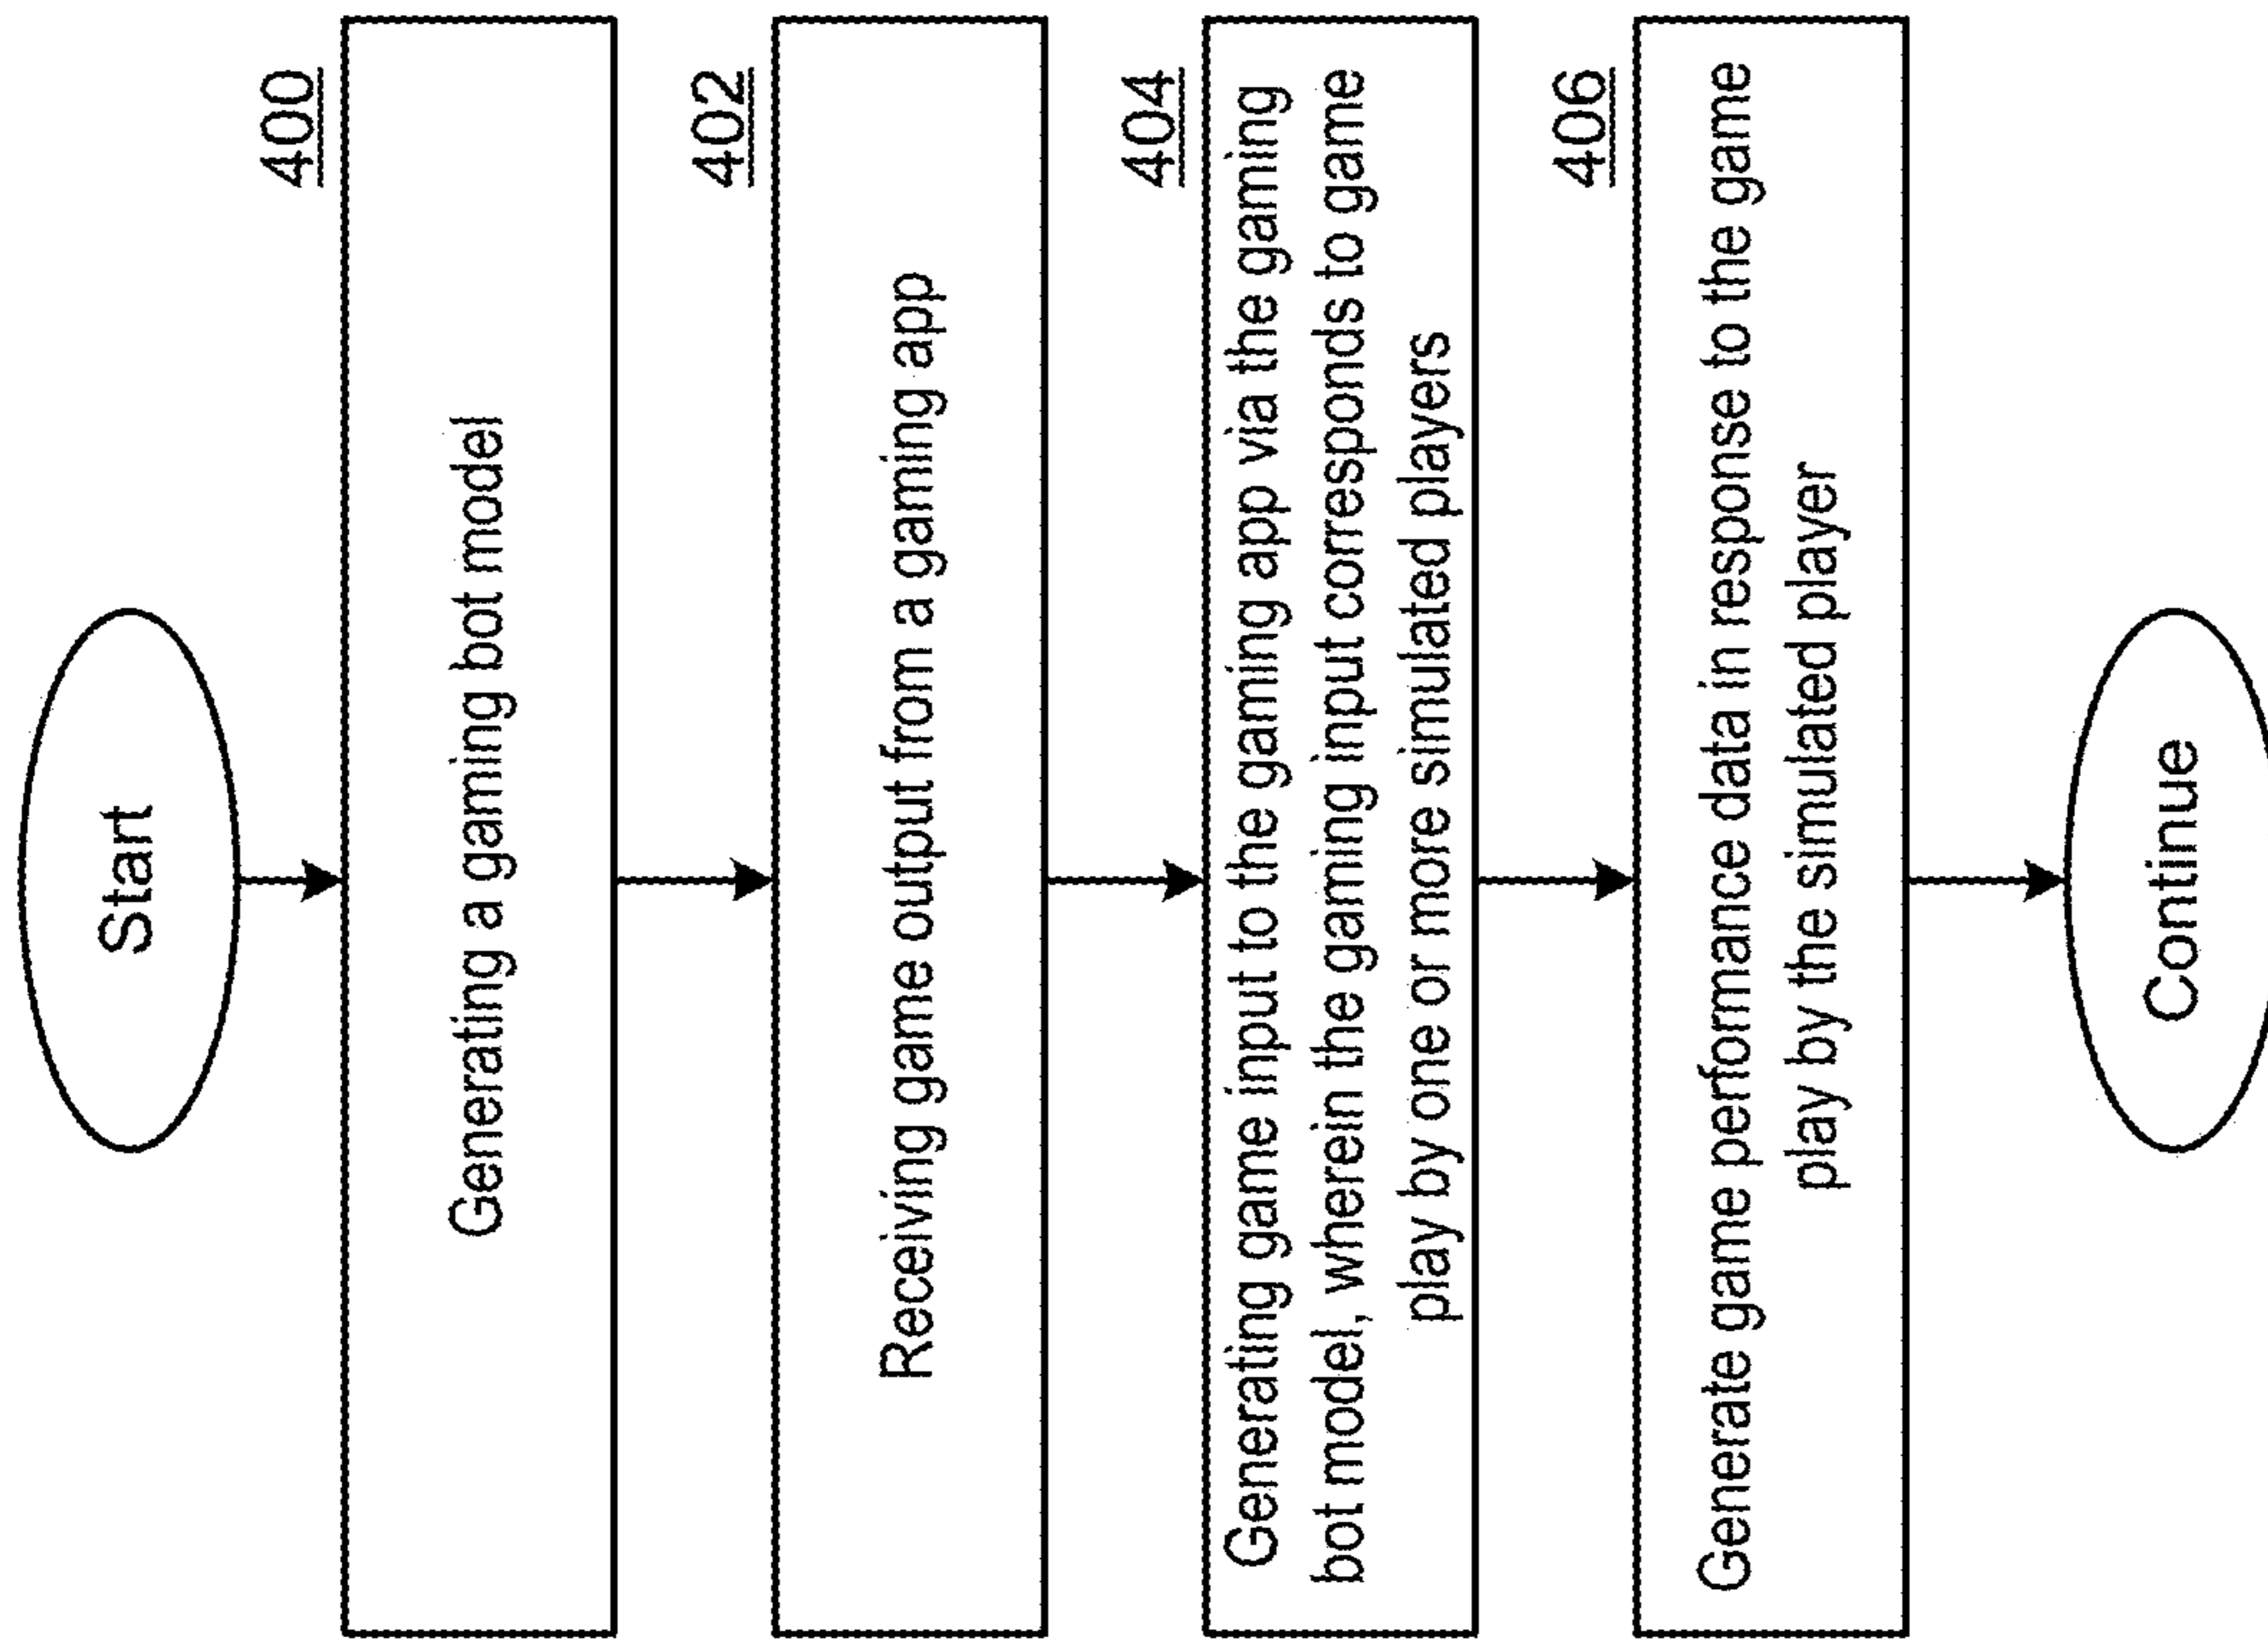 Start
400
Generating a gaming bot model
402
Receiving game output from a gaming app
404
Generating game input to the gaming app via the gaming
bot model, wherein the gaming input corresponds to game
play by one or more simulated players
406
Generate game performance data in response to the game
play by the simulated player
Continue